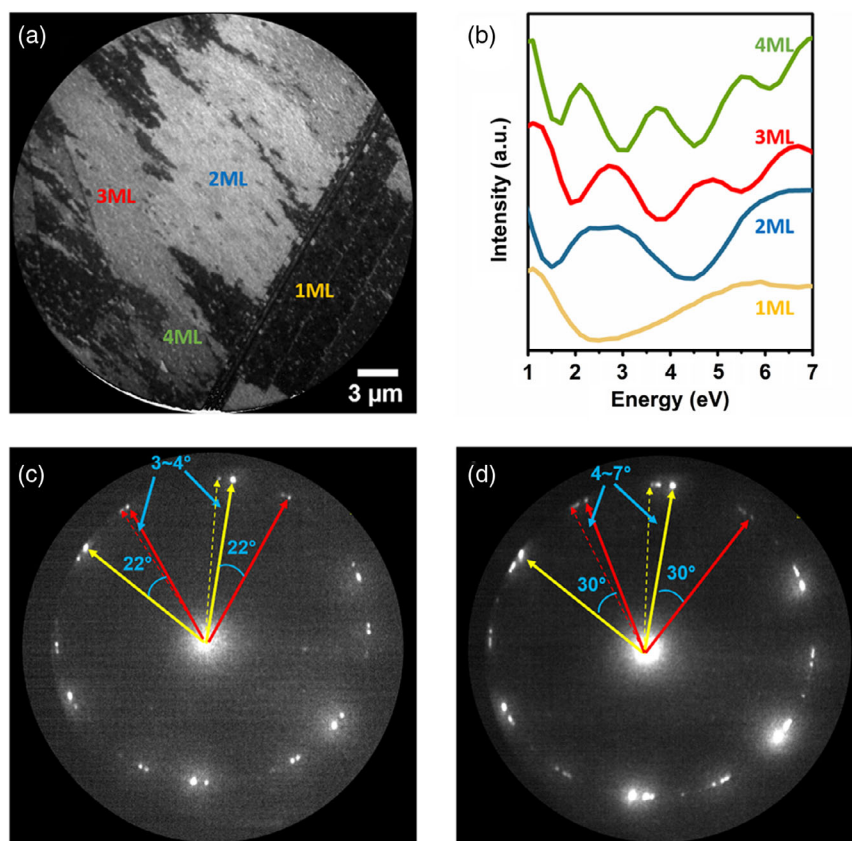 (a)
3ML
2ML
1ML
4ML
3 μm
(b)
4ML
3ML
2ML
1ML
Intensity (a.u.)
1 2 3 4 5 6 7
Energy (eV)
(c)
3~4°
22°
22°
(d)
4~7°
30°
30°